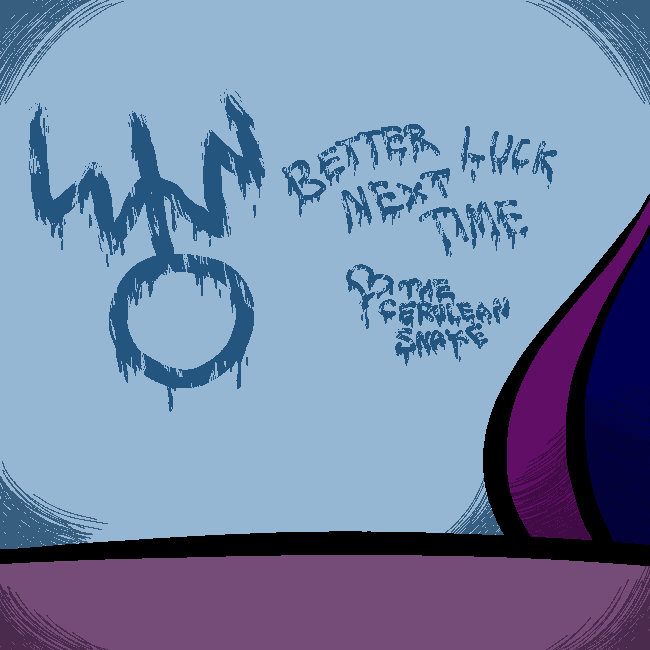 BETTER LUCK
NEXT
TIME
♡ THE
CERULEAN
SNAKE